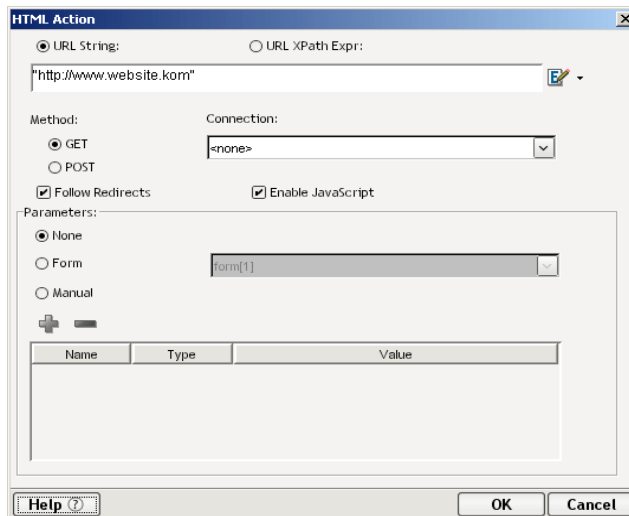 HTML Action
URL String: URL XPath Expr:
"http://www.website.kom"
Method: Connection:
GET <none>
POST
Follow Redirects Enable JavaScript
Parameters:
None
Form form[1]
Manual
Name Type Value
Help ? OK Cancel